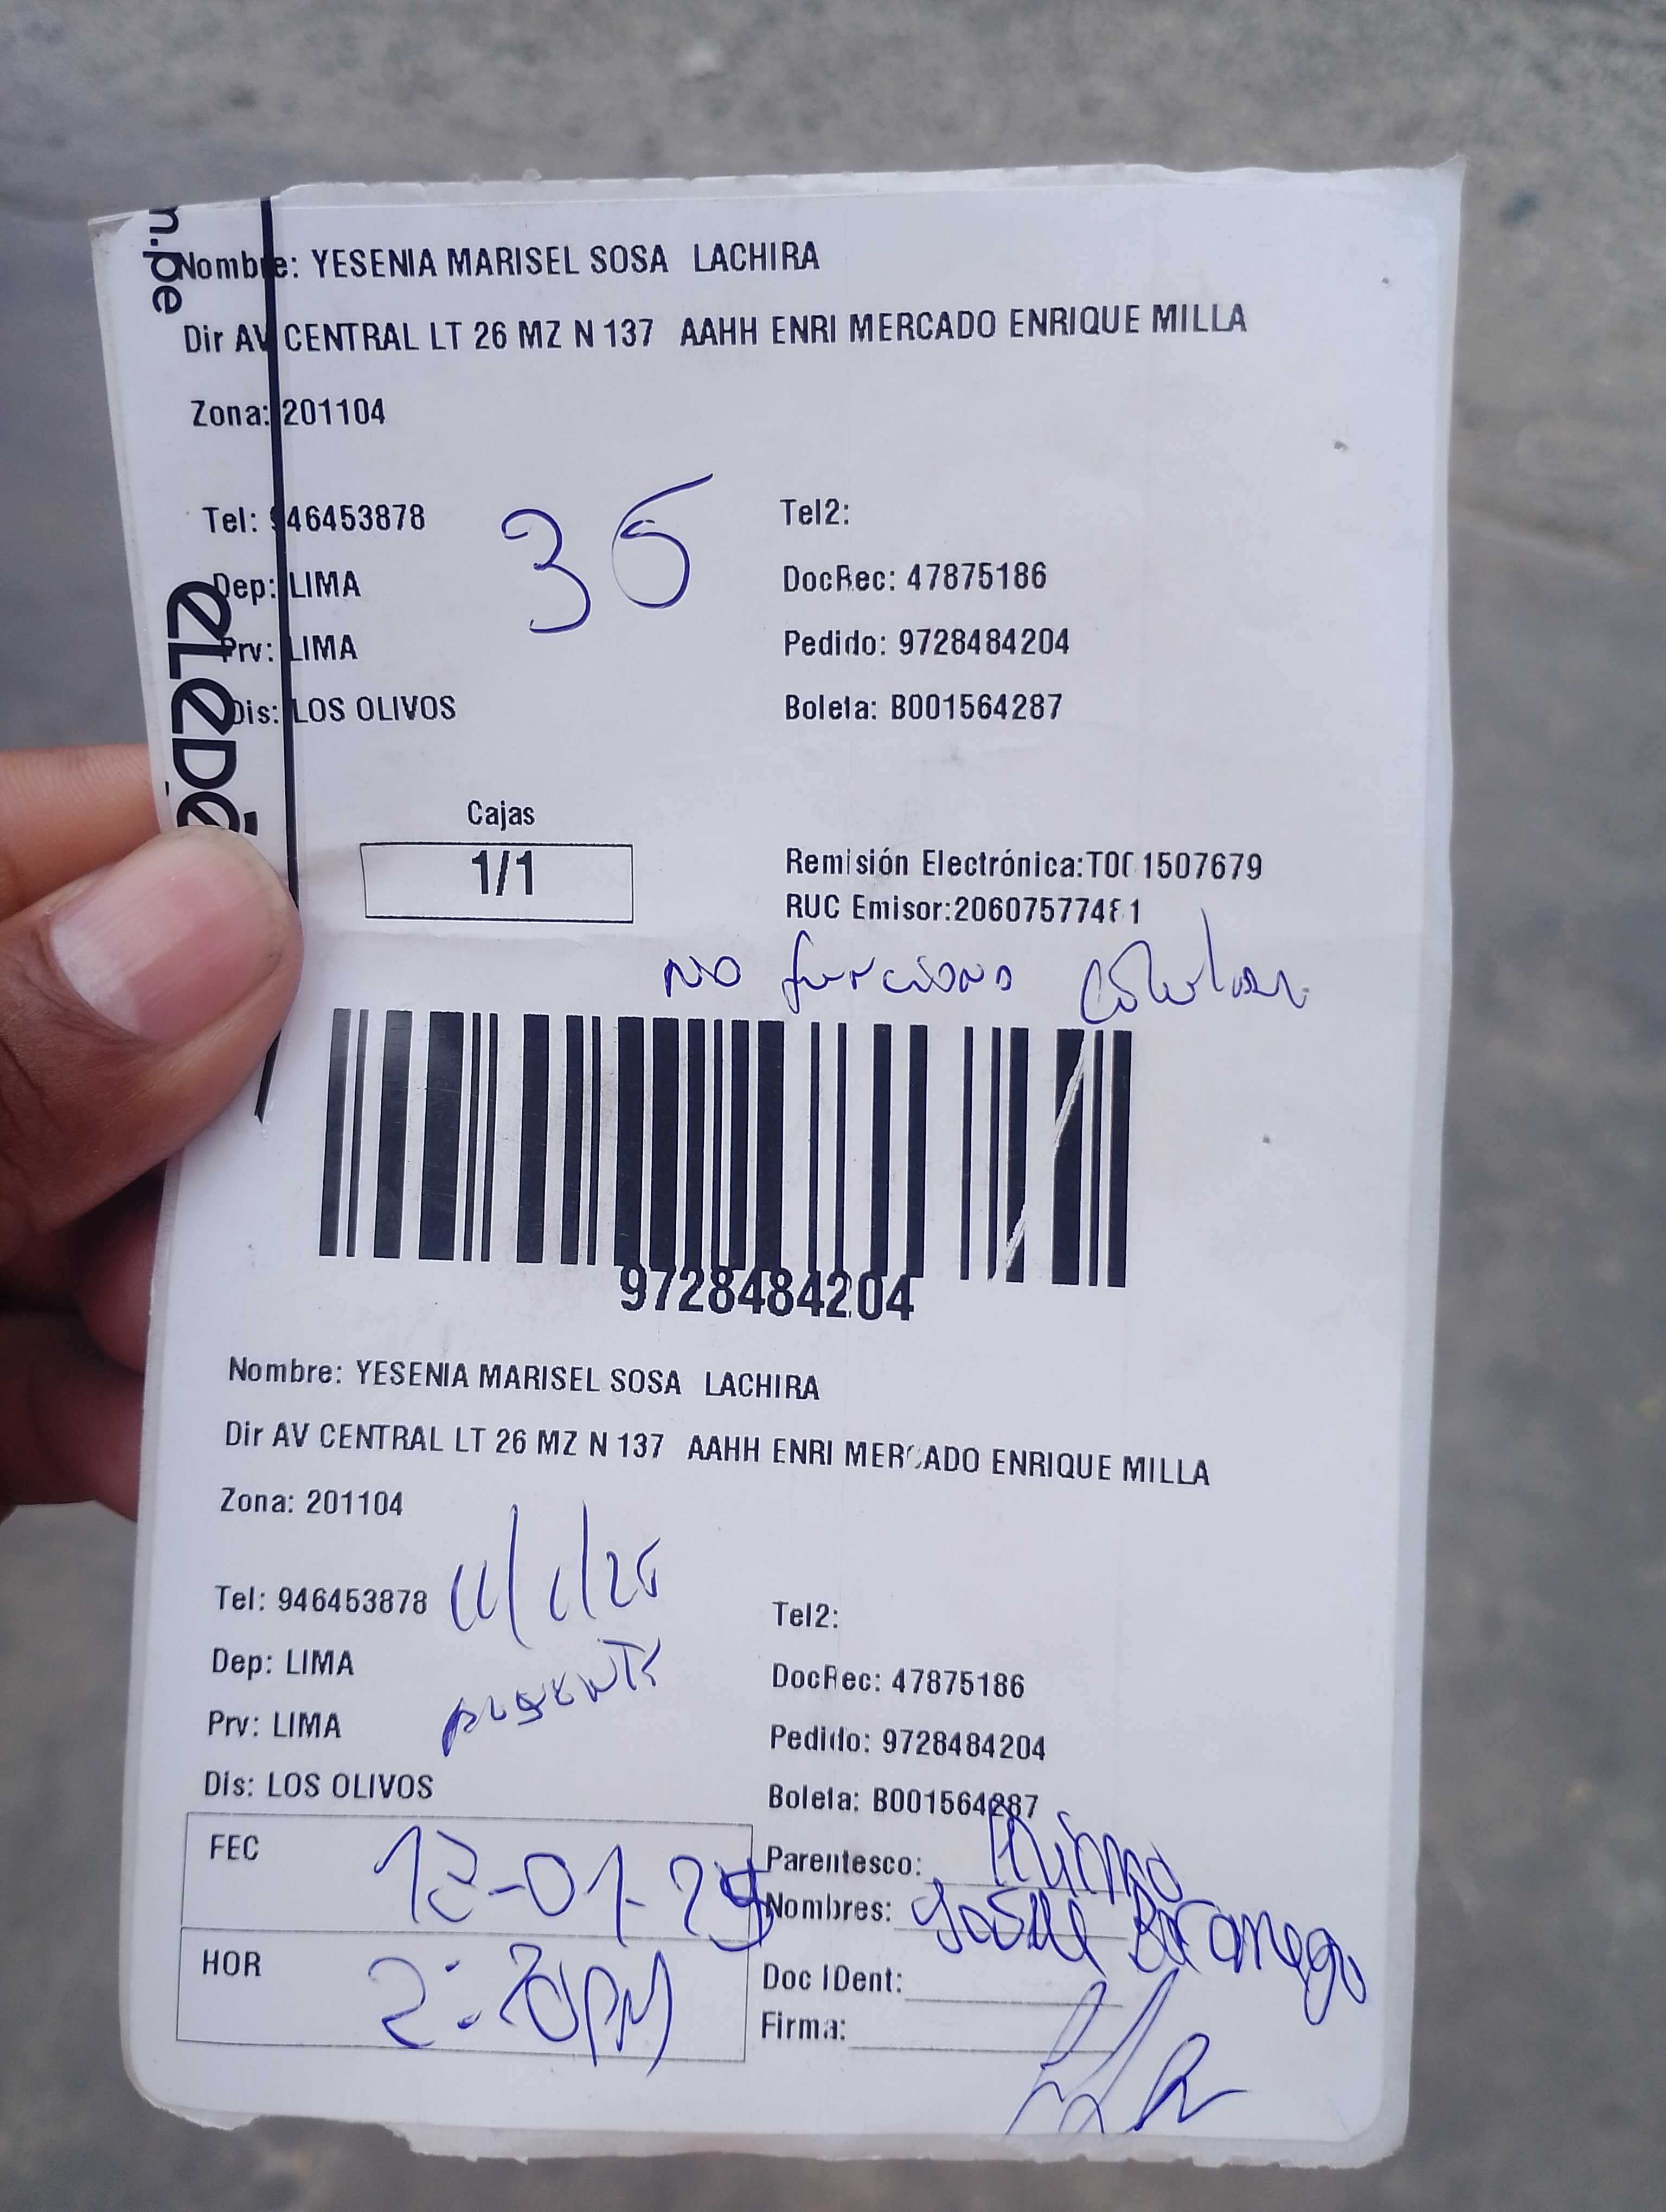 n.pe
Nombre: YESENIA MARISEL SOSA LACHIRA
Dir AV CENTRAL LT 26 MZ N 137 AAHH ENRI MERCADO ENRIQUE MILLA
Zona: 201104
36
Tel: 946453878
Dep: LIMA
Prv: LIMA
Dis: LOS OLIVOS
Tel2:
DocRec: 47875186
Pedido: 9728484204
Boleta: B001564287
Cajas
1/1
Remisión Electrónica:T001507679
RUC Emisor:206075774 1
NO funciona celular
9728484204
Nombre: YESENIA MARISEL SOSA LACHIRA
Dir AV CENTRAL LT 26 MZ N 137 AAHH ENRI MERCADO ENRIQUE MILLA
Zona: 201104
Tel: 946453878
Dep: LIMA
Prv: LIMA
Dis: LOS OLIVOS
Ausente
Tel2:
DocRec: 47875186
Pedido: 9728484204
Boleta: B001564287
FEC
HOR
Parentesco:
Nombres:
Doc IDent:
Firma: